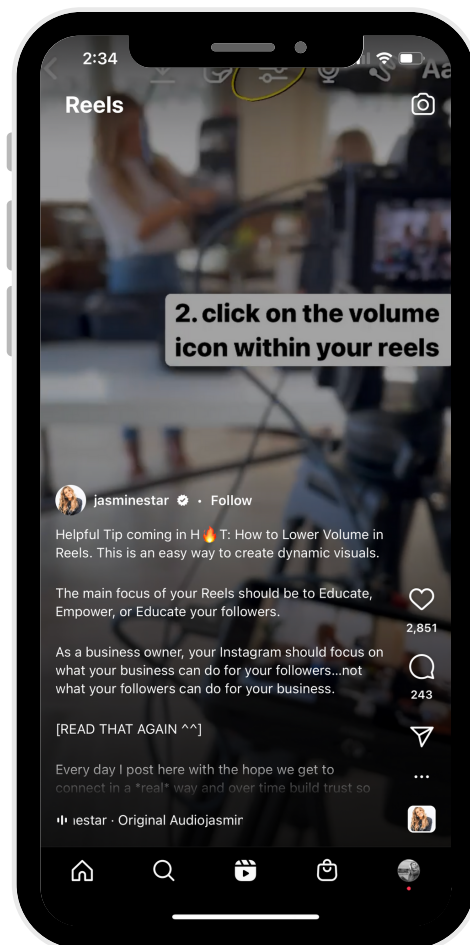 2:34
Aa
Reels
2. click on the volume
icon within your reels
jasminestar · Follow
Helpful Tip coming in H🔥T: How to Lower Volume in
Reels. This is an easy way to create dynamic visuals.
The main focus of your Reels should be to Educate,
Empower, or Educate your followers.
2,851
As a business owner, your Instagram should focus on
what your business can do for your followers...not
what your followers can do for your business.
243
[READ THAT AGAIN ^^]
Every day I post here with the hope we get to
connect in a *real* way and over time build trust so
estar · Original Audiojasmir